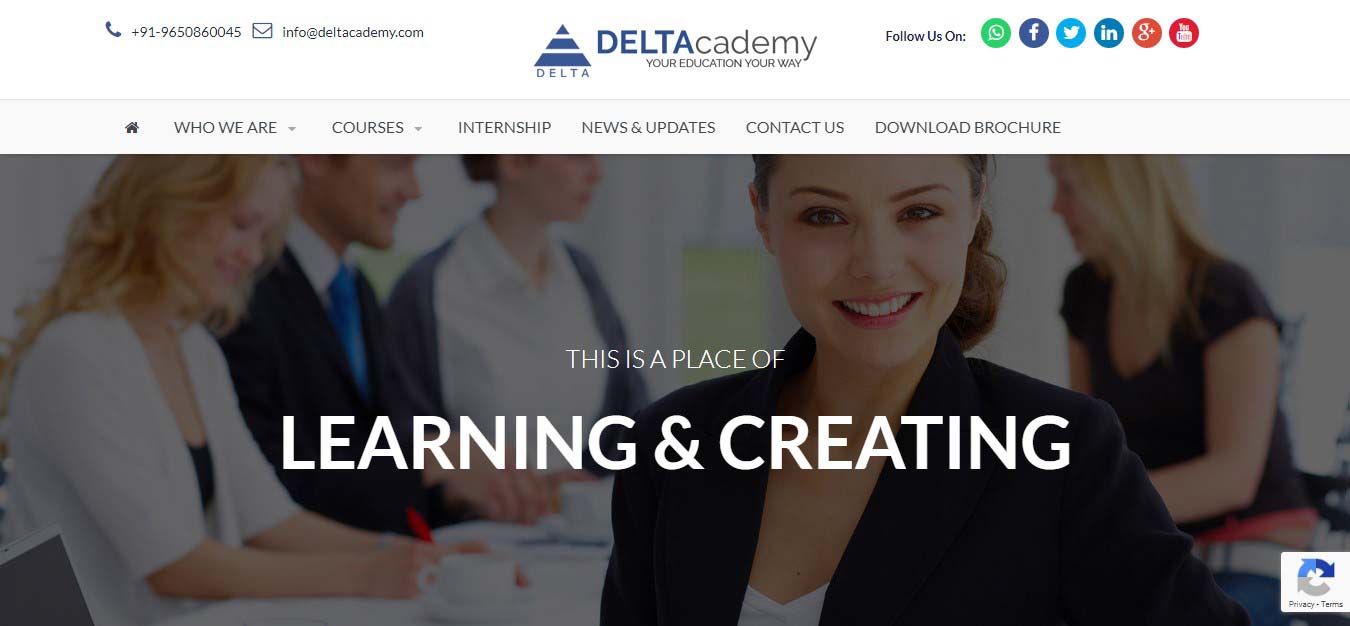 +91-9650860045 info@deltacademy.com
DELTA
DELTAcademy
YOUR EDUCATION YOUR WAY
Follow Us On:
You
Tube
WHO WE ARE COURSES INTERNSHIP NEWS & UPDATES CONTACT US DOWNLOAD BROCHURE
THIS IS A PLACE OF
LEARNING & CREATING
Privacy - Terms